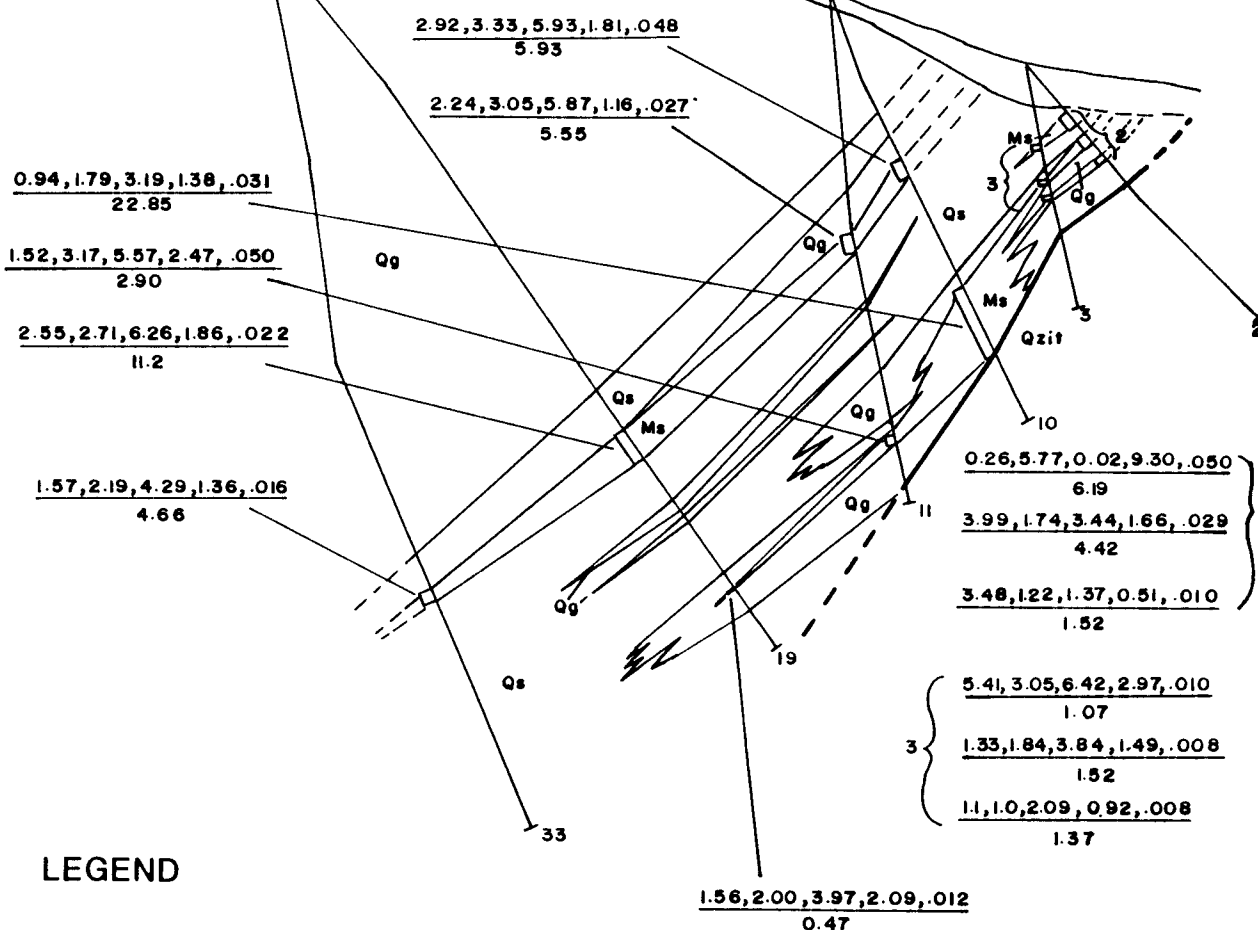 2.92,3.33,5.93,1.81,.048
5.93
2.24,3.05,5.87,1.16,.027
5.55
0.94,1.79,3.19,1.38,.031
22.85
1.52,3.17,5.57,2.47,.050
2.90
2.55,2.71,6.26,1.86,.022
11.2
1.57,2.19,4.29,1.36,.016
4.66
Ms
2
3
1
Qg
Qs
Qg
Qg
Ms
3
Qzit
2
Qs
Ms
Qg
10
Qg
11
Qg
19
Qs
33
0.26,5.77,0.02,9.30,.050
6.19
3.99,1.74,3.44,1.66,.029
4.42
3.48,1.22,1.37,0.51,.010
1.52
3
5.41,3.05,6.42,2.97,.010
1.07
1.33,1.84,3.84,1.49,.008
1.52
1.1,1.0,2.09,0.92,.008
1.37
LEGEND
1.56,2.00,3.97,2.09,.012
0.47